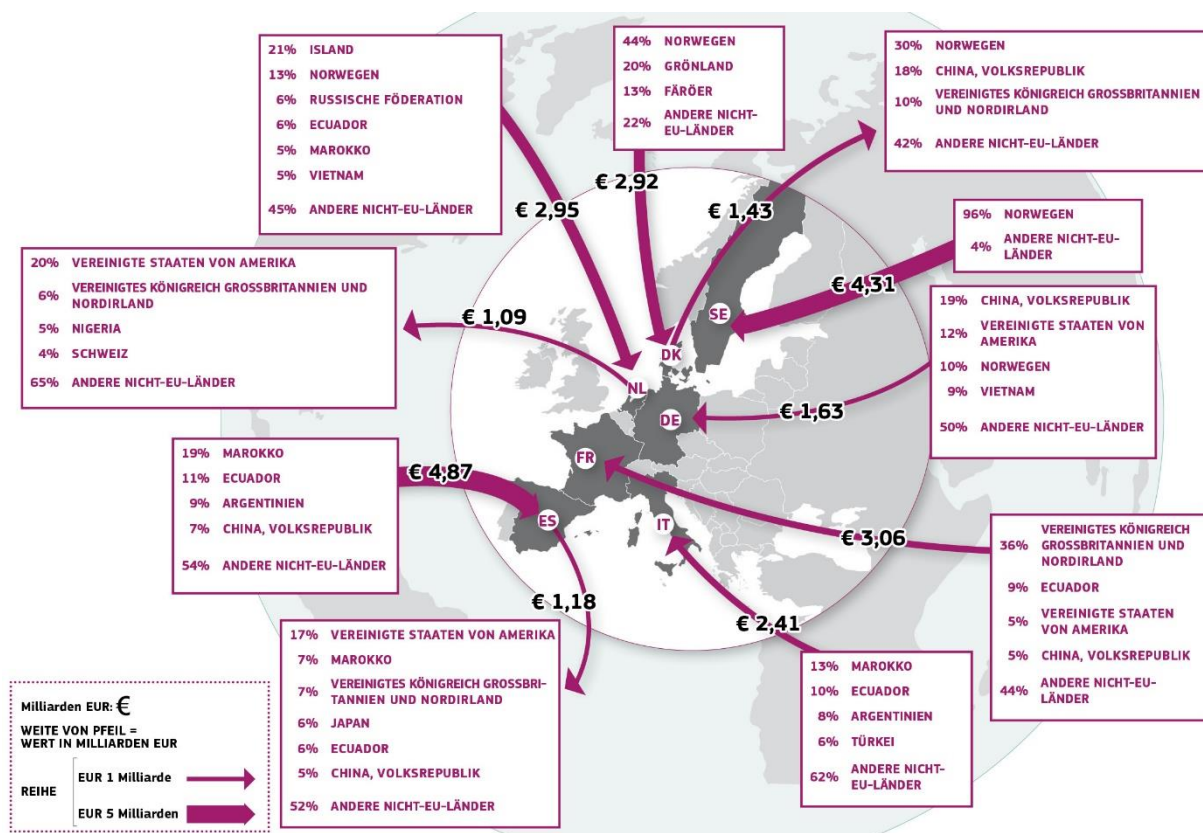 21% ISLAND
13% NORWEGEN
6% RUSSISCHE FÖDERATION
6% ECUADOR
5% MAROKKO
5% VIETNAM
45% ANDERE NICHT-EU-LÄNDER
44% NORWEGEN
20% GRÖNLAND
13% FÄRÖER
22% ANDERE NICHT-
EU-LÄNDER
30% NORWEGEN
18% CHINA, VOLKSREPUBLIK
10% VEREINIGTES KÖNIGREICH GROSSBRITANNIEN
UND NORDIRLAND
42% ANDERE NICHT-EU-LÄNDER
€ 2,95
€ 2,92
€ 1,43
96% NORWEGEN
4% ANDERE NICHT-EU-
LÄNDER
€ 4,31
20% VEREINIGTE STAATEN VON AMERIKA
6% VEREINIGTES KÖNIGREICH GROSSBRITANNIEN UND
NORDIRLAND
5% NIGERIA
4% SCHWEIZ
65% ANDERE NICHT-EU-LÄNDER
€ 1,09
19% CHINA, VOLKSREPUBLIK
12% VEREINIGTE STAATEN VON
AMERIKA
10% NORWEGEN
9% VIETNAM
50% ANDERE NICHT-EU-LÄNDER
SE
DK
NL
DE
€ 1,63
FR
ES
IT
19% MAROKKO
11% ECUADOR
9% ARGENTINIEN
7% CHINA, VOLKSREPUBLIK
54% ANDERE NICHT-EU-LÄNDER
€ 4,87
€ 3,06
36% VEREINIGTES KÖNIGREICH
GROSSBRITANNIEN UND
NORDIRLAND
9% ECUADOR
5% VEREINIGTE STAATEN
VON AMERIKA
5% CHINA, VOLKSREPUBLIK
44% ANDERE NICHT-EU-
LÄNDER
€ 1,18
€ 2,41
17% VEREINIGTE STAATEN VON AMERIKA
7% MAROKKO
7% VEREINIGTES KÖNIGREICH GROSSBRI-
TANNIEN UND NORDIRLAND
6% JAPAN
6% ECUADOR
5% CHINA, VOLKSREPUBLIK
52% ANDERE NICHT-EU-LÄNDER
13% MAROKKO
10% ECUADOR
8% ARGENTINIEN
6% TÜRKEI
62% ANDERE NICHT-
EU-LÄNDER
Milliarden EUR: €
WEITE VON PFEIL =
WERT IN MILLIARDEN EUR
REIHE
EUR 1 Milliarde
EUR 5 Milliarden